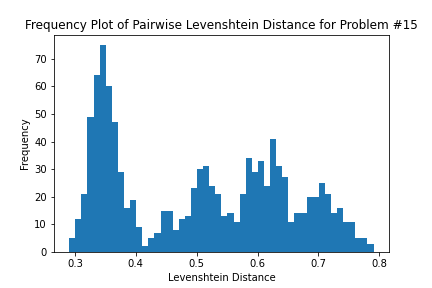 Frequency Plot of Pairwise Levenshtein Distance for Problem #15
70
60
50
40
30
20
10
0
Frequency
0.3 0.4 0.5 0.6 0.7 0.8
Levenshtein Distance